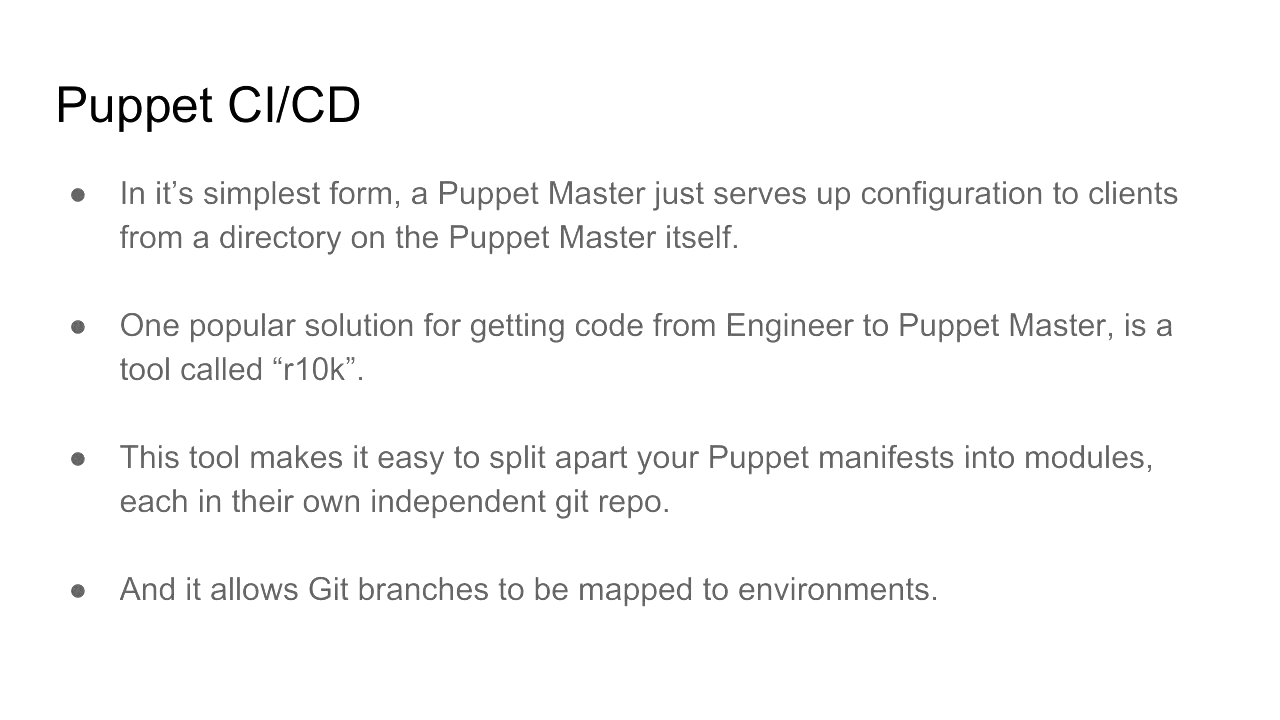 Puppet CI/CD
● In it’s simplest form, a Puppet Master just serves up configuration to clients
from a directory on the Puppet Master itself.
● One popular solution for getting code from Engineer to Puppet Master, is a
tool called “r10k”.
● This tool makes it easy to split apart your Puppet manifests into modules,
each in their own independent git repo.
● And it allows Git branches to be mapped to environments.